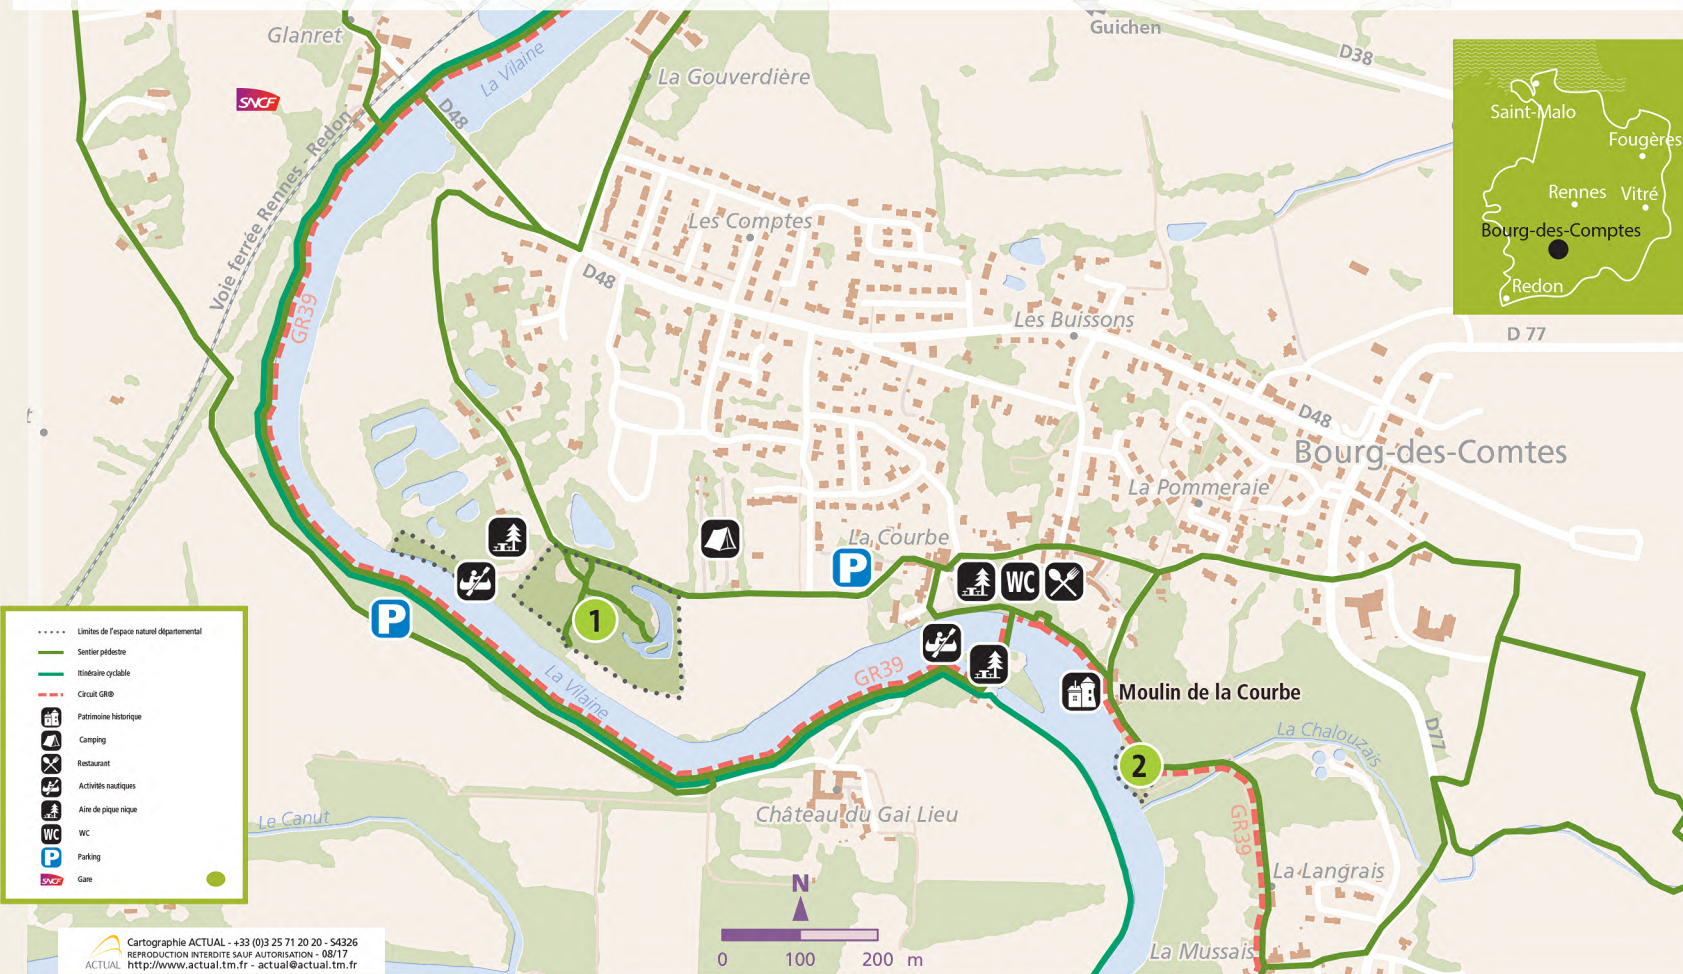 Glanret
La Vilaine
La Gouverdière
Guichen
D38
SNCF
D48
Voie ferrée Rennes - Redon
Saint-Malo
Fougères
Rennes
Vitré
Bourg-des-Comptes
Redon
Les Comptes
D48
GR39
Les Buissons
D 77
D48
Bourg-des-Comtes
t
La Pommeraie
La Courbe
P
WC
P
1
La Vilaine
GR39
Moulin de la Courbe
La Chalouzais
D77
2
Château du Gai Lieu
Le Canut
GR39
La Langrais
La Mussais
Limites de l'espace naturel départemental
Sentier pédestre
Itinéraire cyclable
Circuit GR®
Patrimoine historique
Camping
Restaurant
Activités nautiques
Aire de pique nique
WC WC
P Parking
SNCF Gare
N
0 100 200 m
Cartographie ACTUAL - +33 (0)3 25 71 20 20 - S4326
REPRODUCTION INTERDITE SAUF AUTORISATION - 08/17
ACTUAL http://www.actual.tm.fr - actual@actual.tm.fr